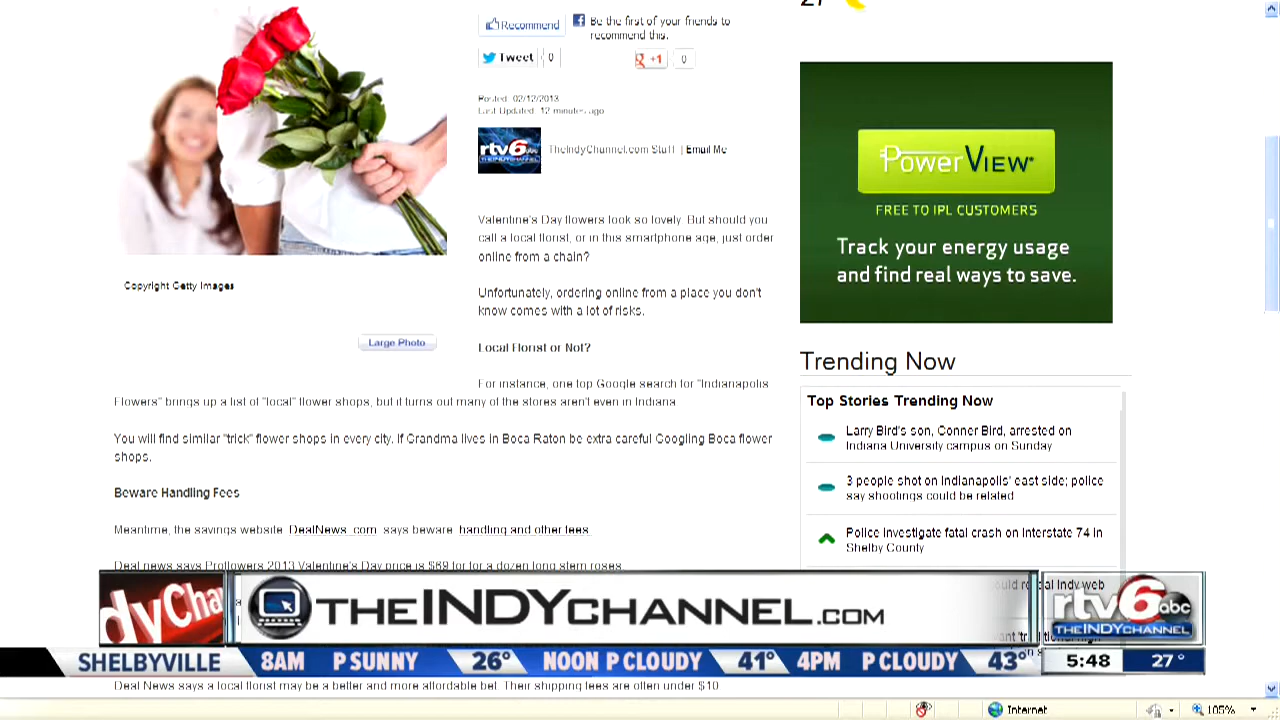 27°
Recommend
Be the first of your friends to
recommend this.
Tweet 0
+1 0
Posted: 02/12/2013
Last Updated: 12 minutes ago
rtv6 abc
THEINDYCHANNEL
TheIndyChannel.com Staff | Email Me
Valentine's Day flowers look so lovely. But should you
call a local florist, or in this smartphone age, just order
online from a chain?
Copyright Getty Images
Unfortunately, ordering online from a place you don't
know comes with a lot of risks.
Large Photo
Local Florist or Not?
For instance, one top Google search for "Indianapolis
Flowers" brings up a list of "local" flower shops, but it turns out many of the stores aren't even in Indiana
You will find similar "trick" flower shops in every city. If Grandma lives in Boca Raton be extra careful Googling Boca flower
shops.
Beware Handling Fees
Meantime, the savings website DealNews.com says beware handling and other fees.
Deal news says Proflowers 2013 Valentine's Day price is $69 for for a dozen long stem roses.
Deal News says a local florist may be a better and more affordable bet. Their shipping fees are often under $10
PowerVIEW
FREE TO IPL CUSTOMERS
Track your energy usage
and find real ways to save.
Trending Now
Top Stories Trending Now
Larry Bird's son, Conner Bird, arrested on
Indiana University campus on Sunday
3 people shot on Indianapolis' east side; police
say shootings could be related
Police investigate fatal crash on Interstate 74 in
Shelby County
Indy web
dyCha
THEINDYCHANNEL.COM
rtv6 abc
THEINDYCHANNEL
SHELBYVILLE 8AM P SUNNY 26° NOON P CLOUDY 41° 4PM P CLOUDY 43° 5:48 27°
Internet 105%